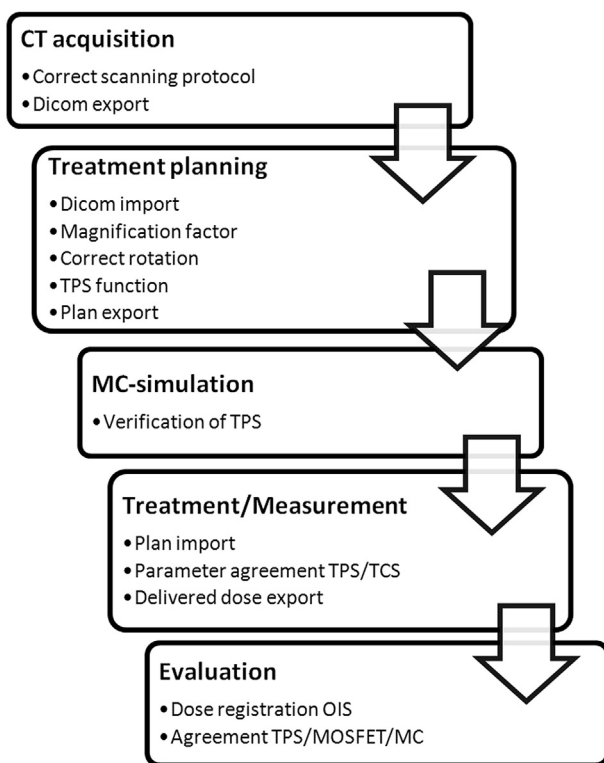 CT acquisition
•Correct scanning protocol
•Dicom export
Treatment planning
•Dicom import
•Magnification factor
•Correct rotation
•TPS function
•Plan export
MC-simulation
•Verification of TPS
Treatment/Measurement
•Plan import
•Parameter agreement TPS/TCS
•Delivered dose export
Evaluation
•Dose registration OIS
•Agreement TPS/MOSFET/MC